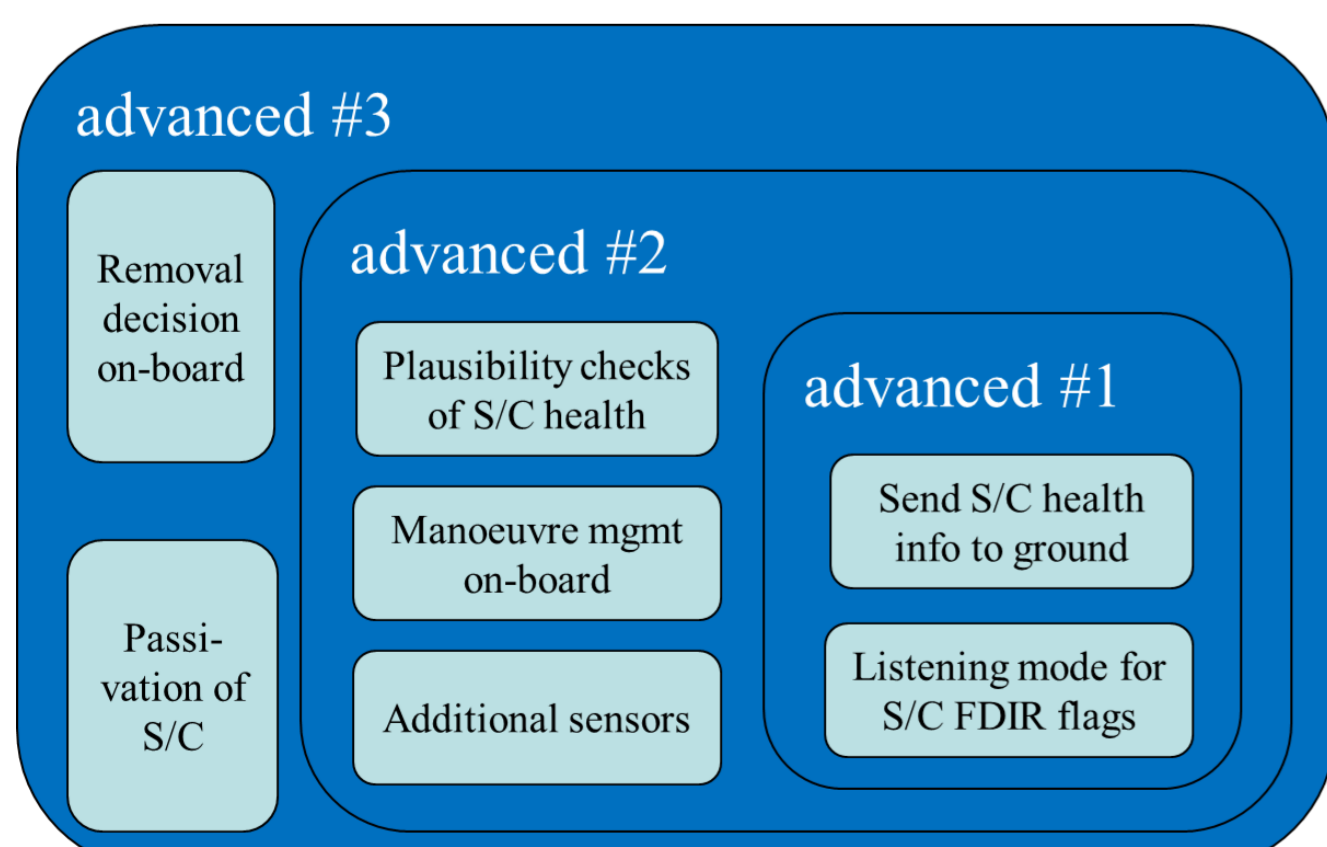 advanced #3
Removal
decision
on-board
Passi-
vation of
S/C
advanced #2
Plausibility checks
of S/C health
Manoeuvre mgmt
on-board
Additional sensors
advanced #1
Send S/C health
info to ground
Listening mode for
S/C FDIR flags